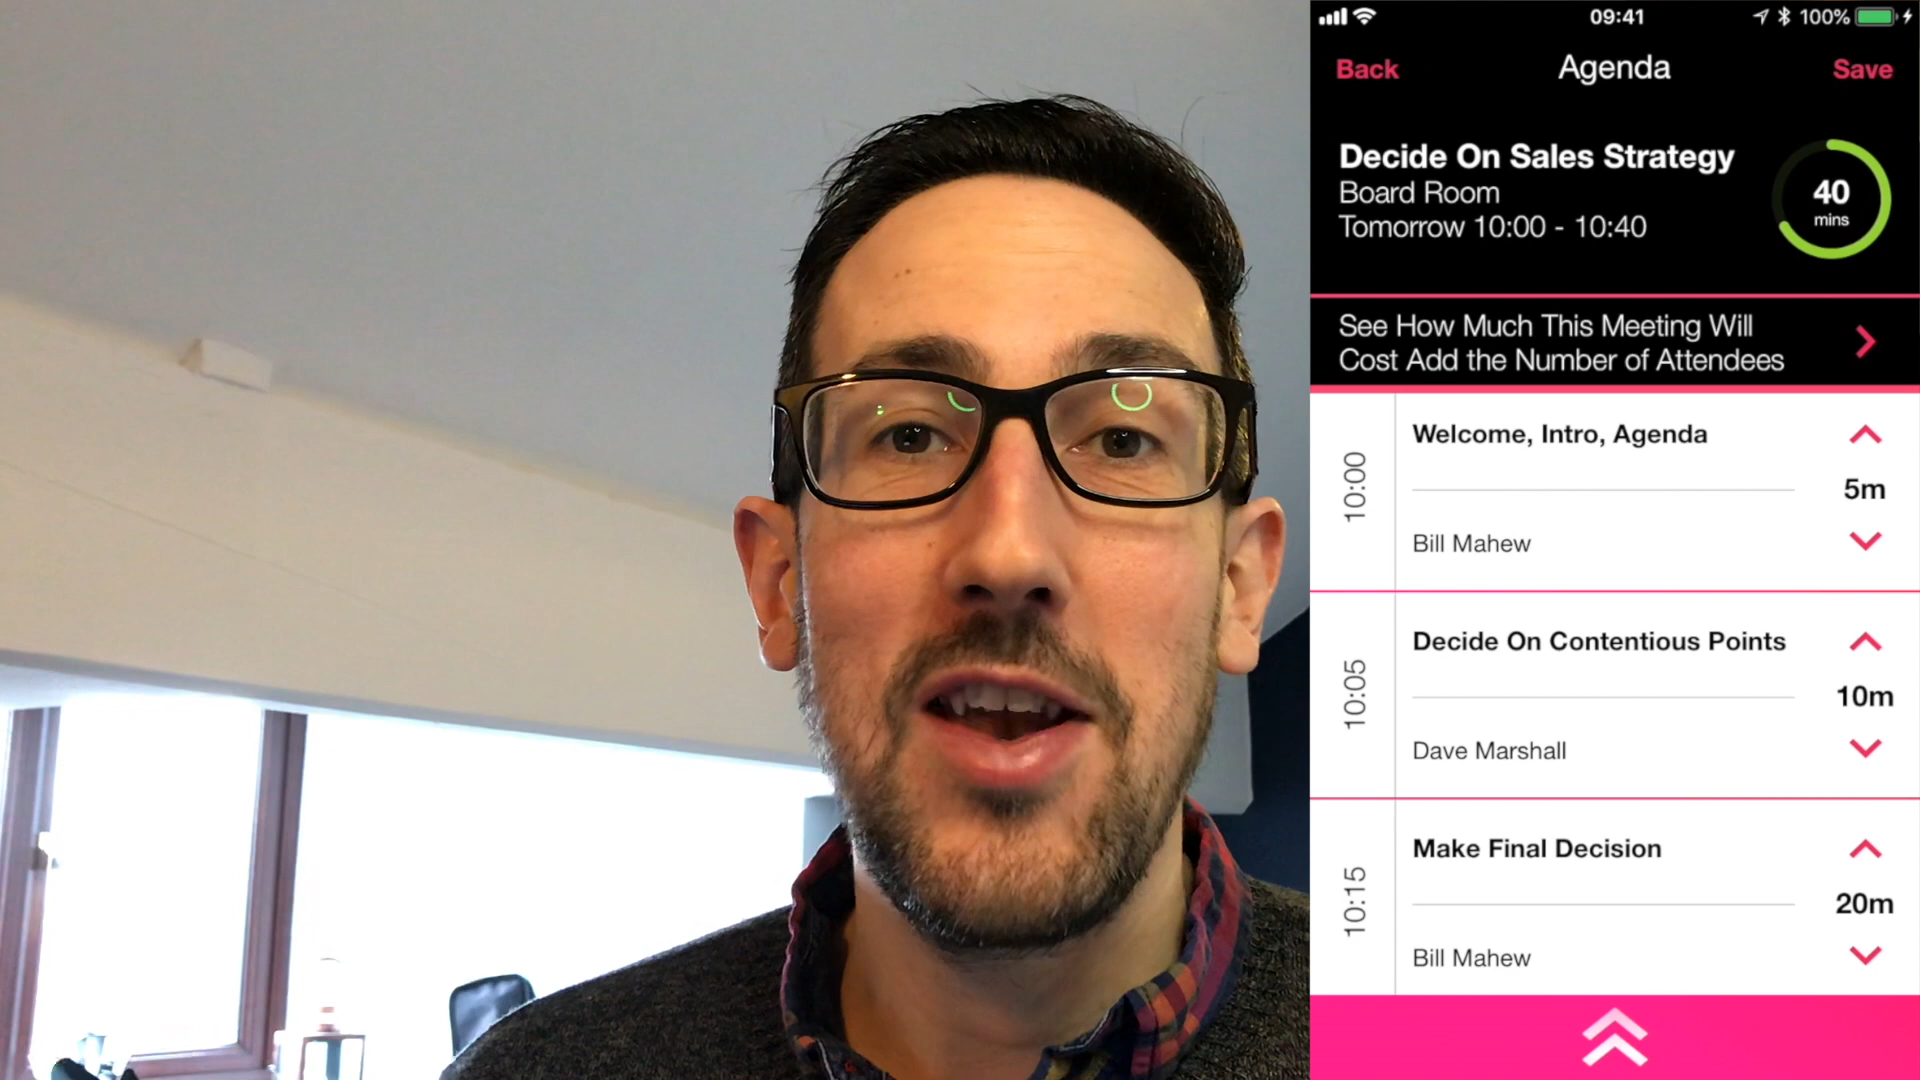 09:41
100%
Back
Agenda
Save
Decide On Sales Strategy
Board Room
Tomorrow 10:00 - 10:40
40
mins
See How Much This Meeting Will
Cost Add the Number of Attendees
10:00
Welcome, Intro, Agenda
5m
Bill Mahew
10:05
Decide On Contentious Points
10m
Dave Marshall
10:15
Make Final Decision
20m
Bill Mahew